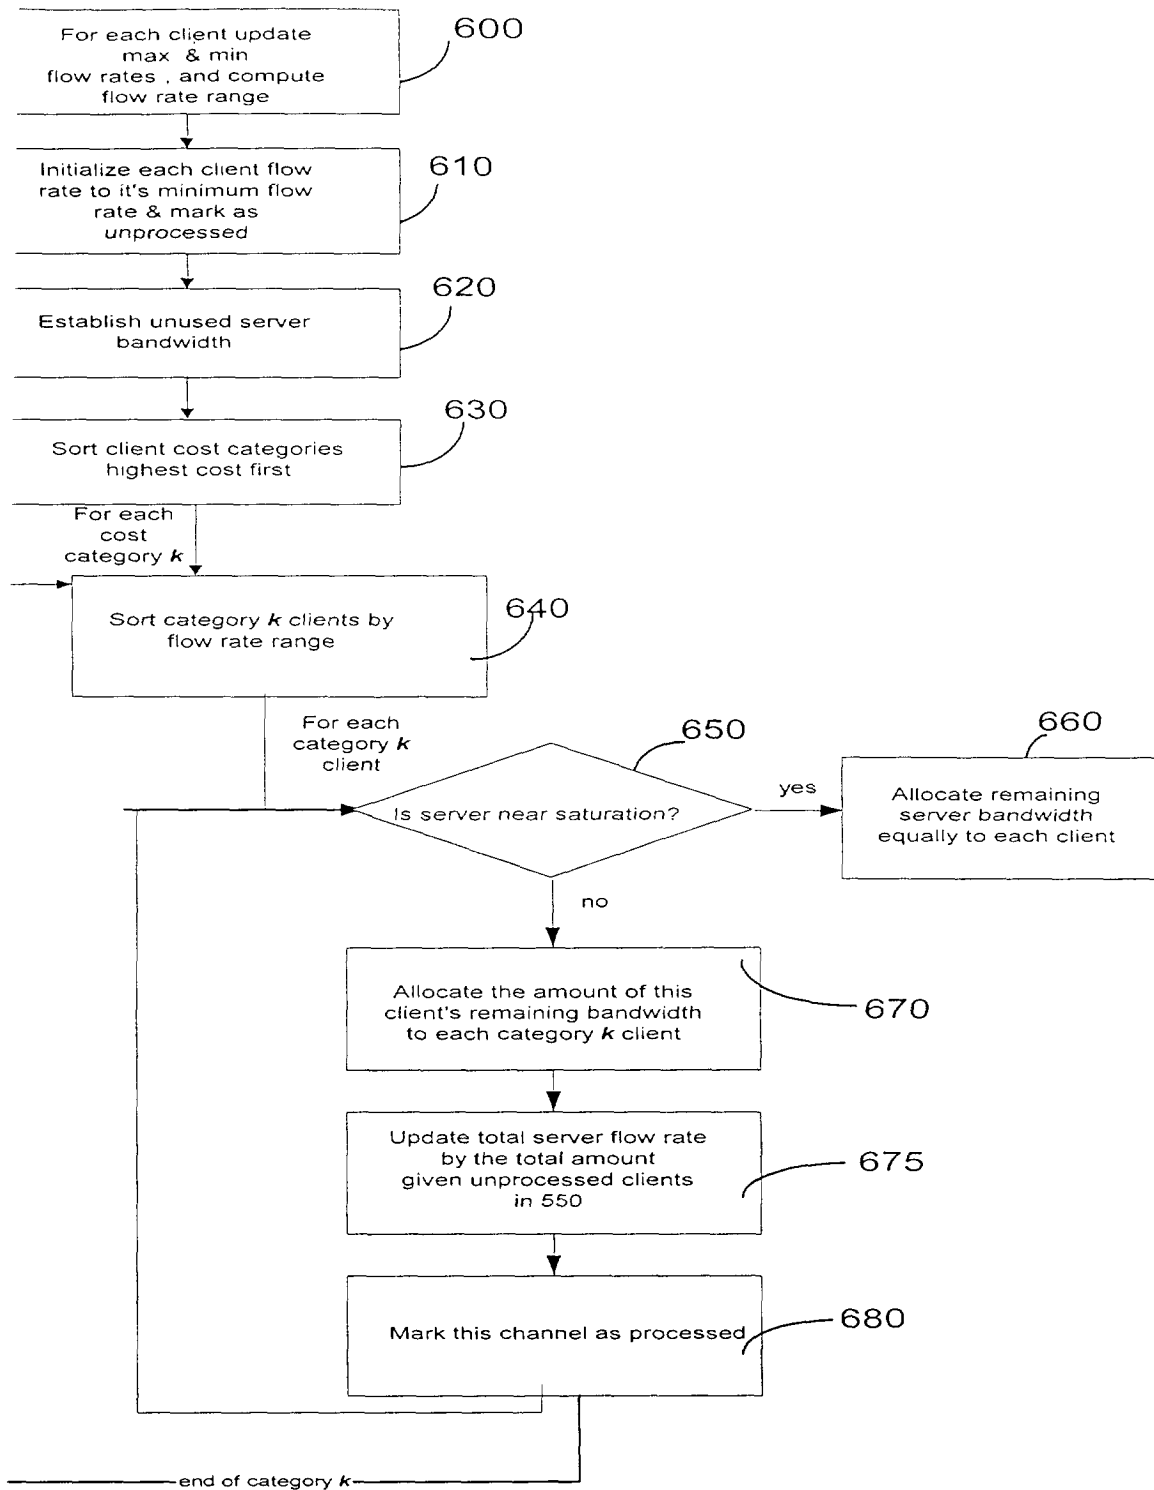 For each client update
max & min
flow rates , and compute
flow rate range
600
Initialize each client flow
rate to it's minimum flow
rate & mark as
unprocessed
610
Establish unused server
bandwidth
620
Sort client cost categories
highest cost first
630
For each
cost
category k
Sort category k clients by
flow rate range
640
For each
category k
client
Is server near saturation?
650
yes
Allocate remaining
server bandwidth
equally to each client
660
no
Allocate the amount of this
client's remaining bandwidth
to each category k client
670
Update total server flow rate
by the total amount
given unprocessed clients
in 550
675
Mark this channel as processed
680
end of category k